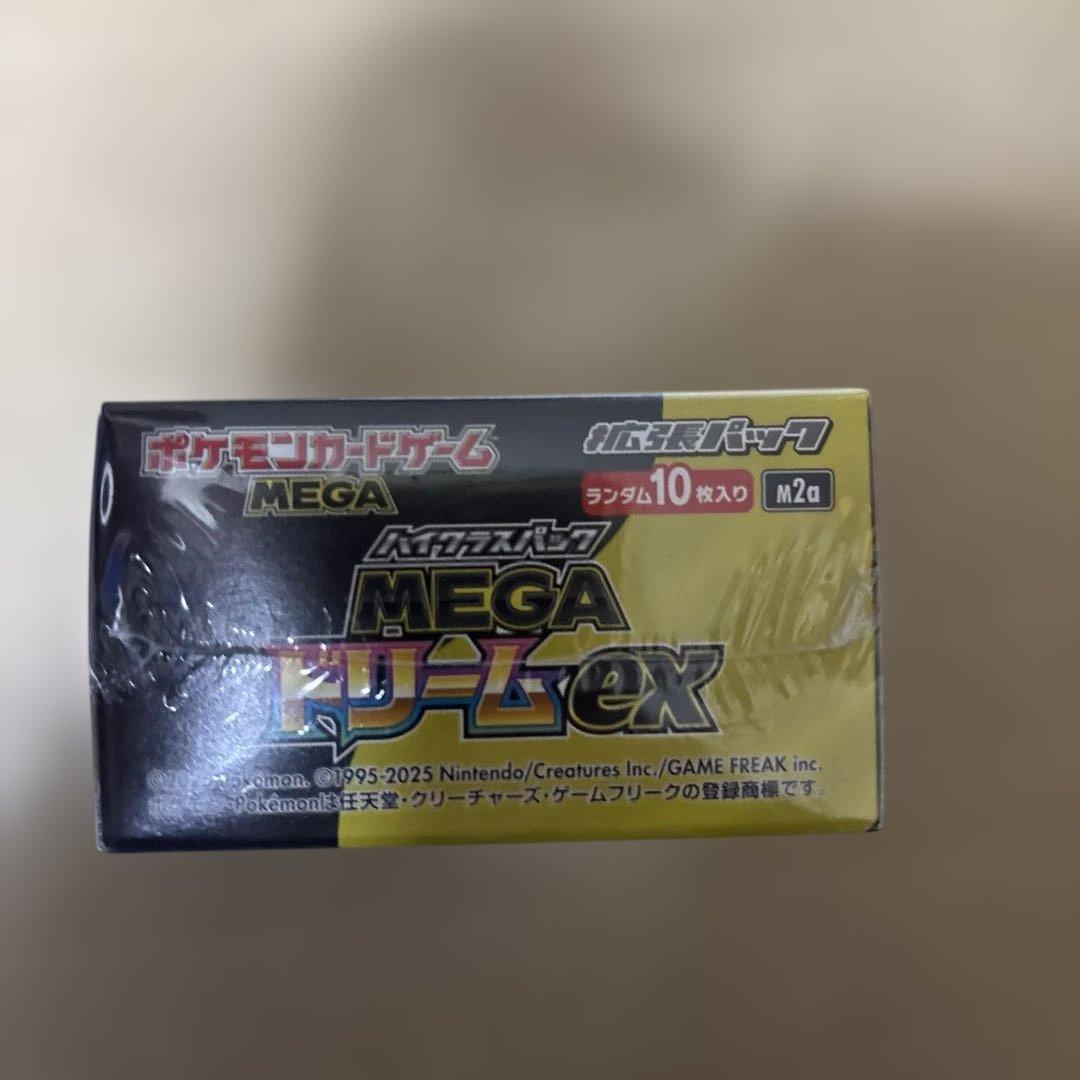 ポケモンカードゲーム
MEGA
拡張パック
ランダム10枚入り M2a
ハイクラスパック
MEGA
ドリームex
©1995-2025 Nintendo/Creatures Inc./GAME FREAK inc.
Pokémonは任天堂・クリーチャーズ・ゲームフリークの登録商標です。